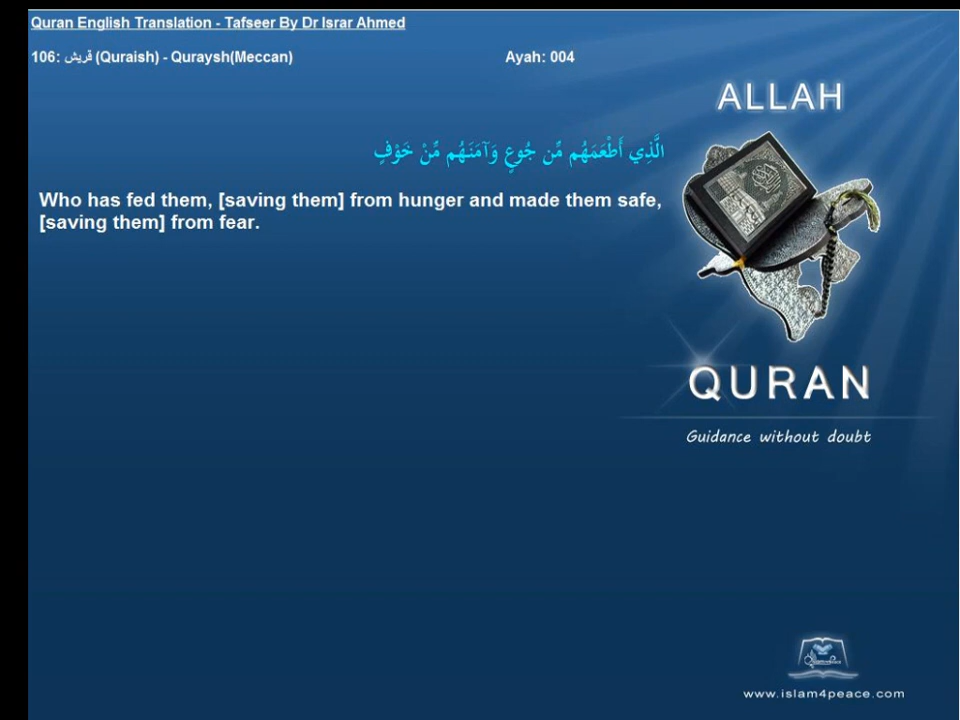 Quran English Translation - Tafseer By Dr Israr Ahmed
106: قريش (Quraish) - Quraysh(Meccan) Ayah: 004
ALLAH
الَّذِي أَطْعَمَهُم مِّن جُوعٍ وَآمَنَهُم مِّنْ خَوْفٍ
Who has fed them, [saving them] from hunger and made them safe,
[saving them] from fear.
QURAN
Guidance without doubt
www.islam4peace.com